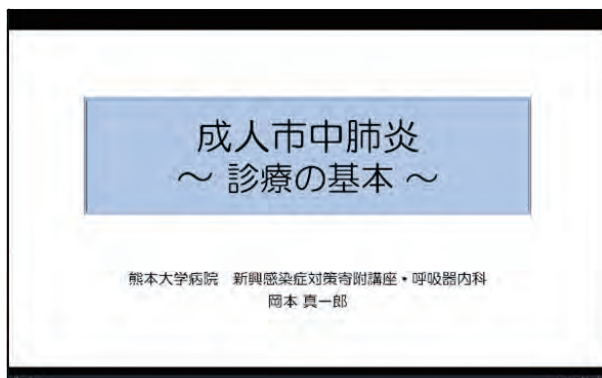 成人市中肺炎
～ 診療の基本 ～
熊本大学病院　新興感染症対策寄附講座・呼吸器内科
岡本 真一郎